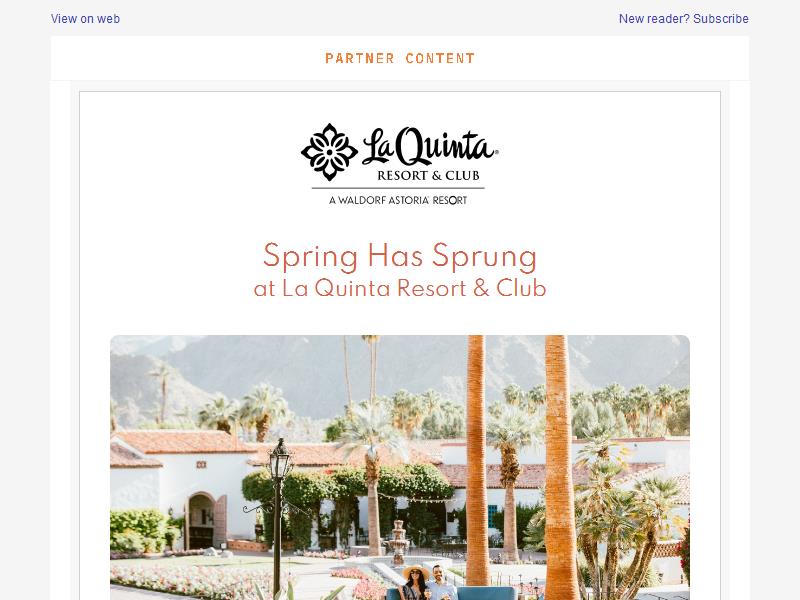 View on web
New reader? Subscribe
PARTNER CONTENT
La Quinta®
RESORT & CLUB
A WALDORF ASTORIA® RESORT
Spring Has Sprung
at La Quinta Resort & Club